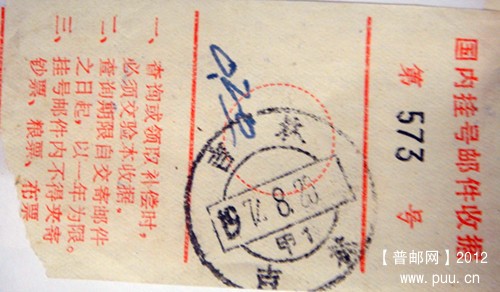 国内挂号邮件收据
第 573 号
一、查询或领取补偿时，
必须交验本收据。
二、查询期限自交寄邮件
之日起，以一年为限。
三、挂号邮件内不得夹寄
钞票、粮票、布票
【普邮网】2012
www.puu.cn